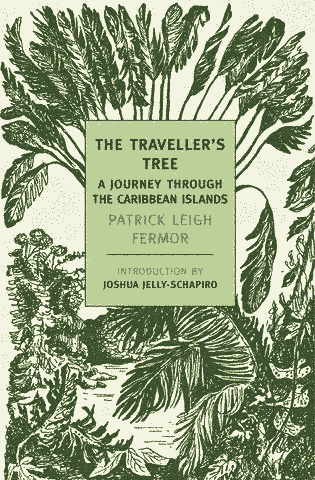 THE TRAVELLER'S
TREE
A JOURNEY THROUGH
THE CARIBBEAN ISLANDS
PATRICK LEIGH
FERMOR
INTRODUCTION BY
JOSHUA JELLY-SCHAPIRO